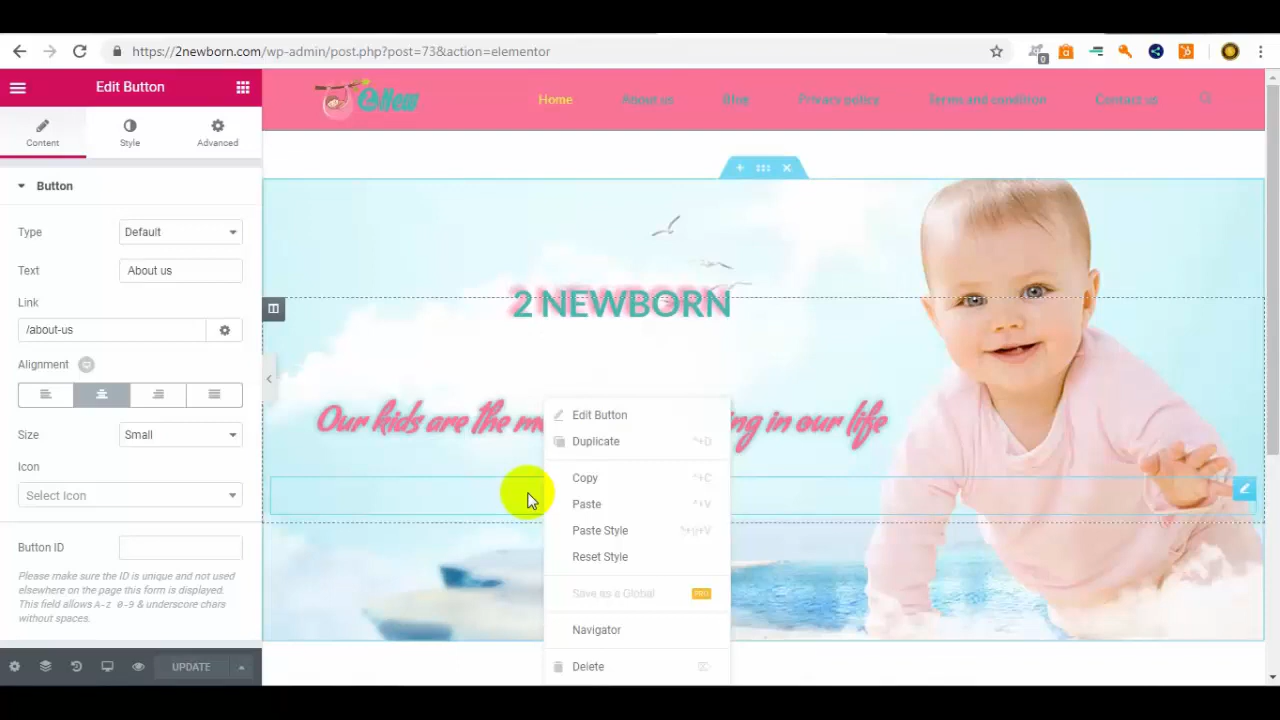 https://2newborn.com/wp-admin/post.php?post=73&action=elementor
0
Edit Button
Content
Style
Advanced
Button
Type
Default
Text
About us
Link
/about-us
Alignment
Size
Small
Icon
Select Icon
Button ID
Please make sure the ID is unique and not used
elsewhere on the page this form is displayed.
This field allows A-z 0-9 & underscore chars
without spaces.
UPDATE
Home
About us
Blog
Privacy policy
Terms and condition
Contact us
2 NEWBORN
Our kids are the
ing in our life
Edit Button
Duplicate ^+D
Copy ^+C
Paste ^+V
Paste Style
Reset Style
Save as a Global PRO
Navigator
Delete